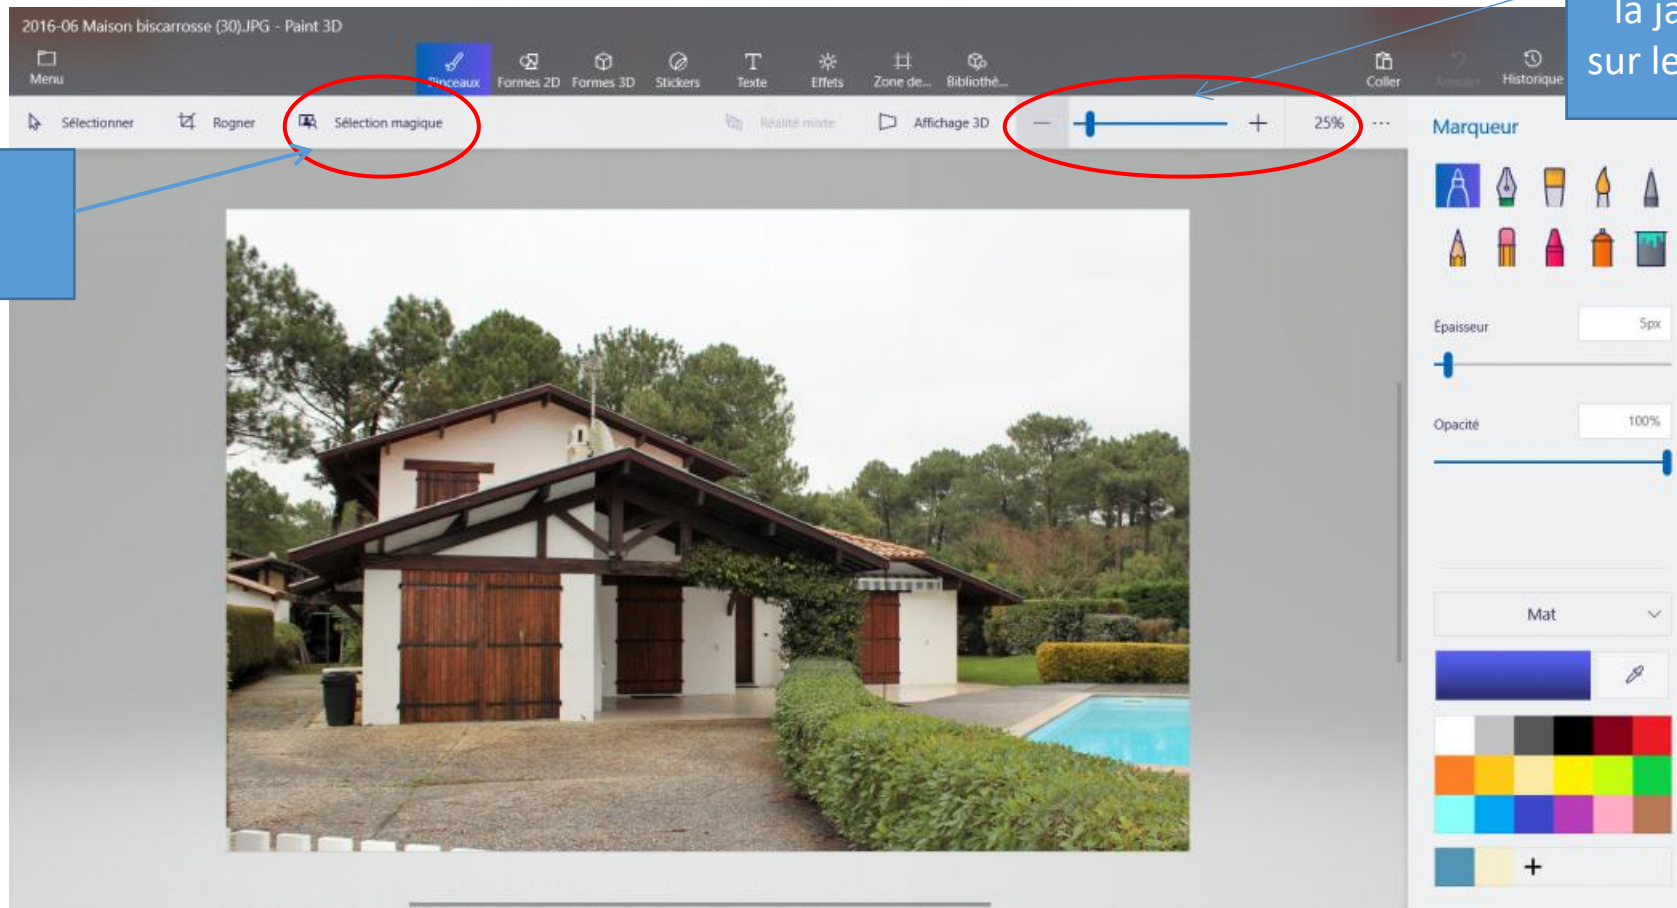 la ja
sur le
2016-06 Maison biscarrosse (30).JPG - Paint 3D
Menu
Pinceaux
Formes 2D
Formes 3D
Stickers
Texte
Effets
Zone de...
Bibliothè...
Coller
Annuler
Historique
Sélectionner
Rogner
Sélection magique
Réalité mixte
Affichage 3D
25%
Marqueur
Épaisseur
5px
Opacité
100%
Mat